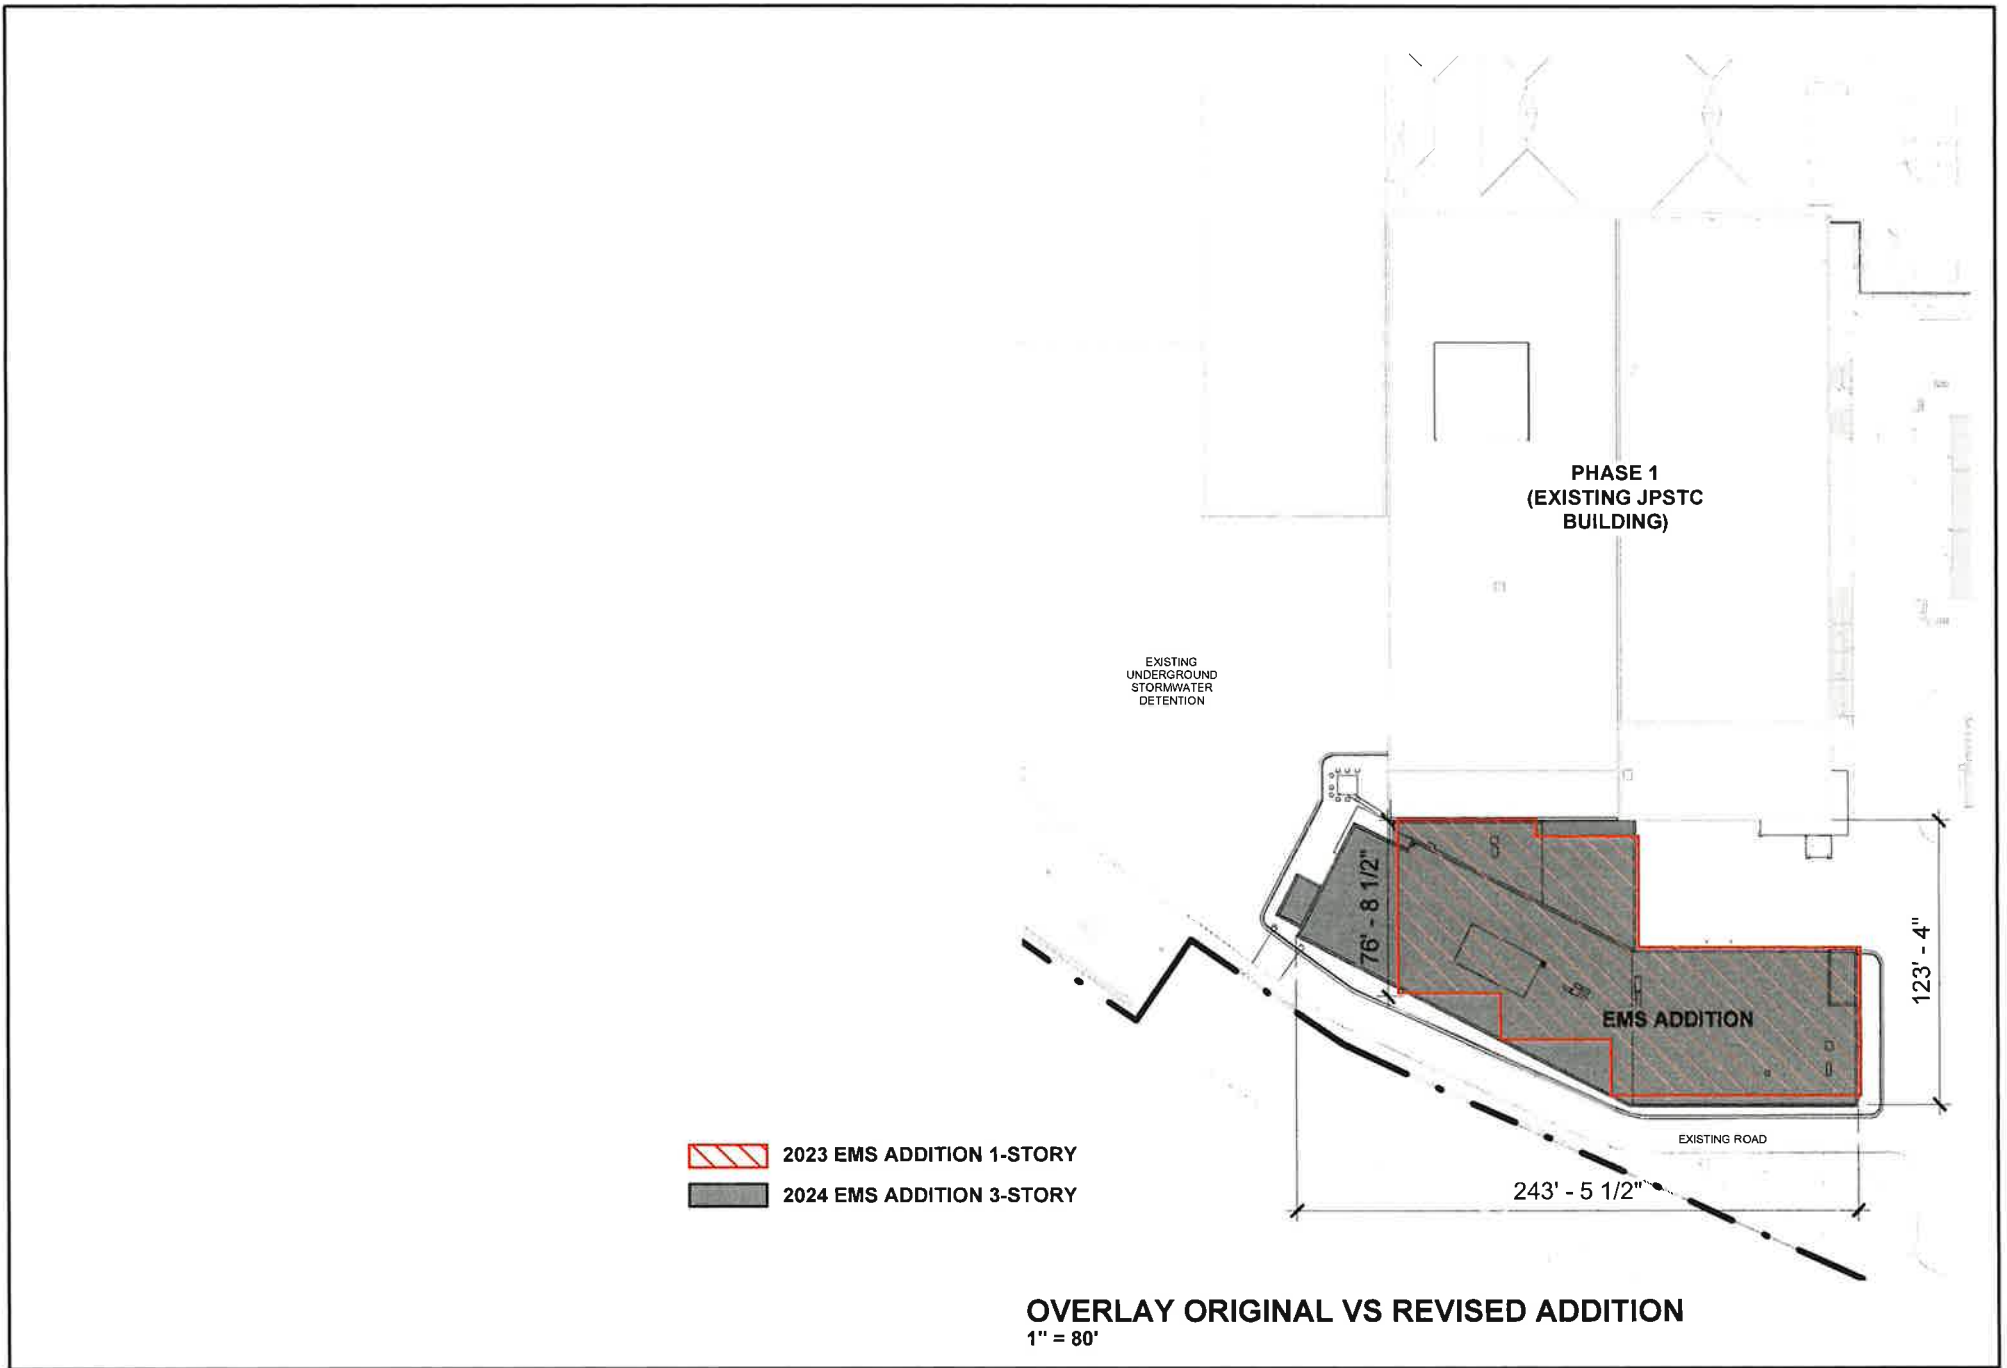 PHASE 1
(EXISTING JPSTC
BUILDING)
EXISTING
UNDERGROUND
STORMWATER
DETENTION
76' - 8 1/2"
123' - 4"
EMS ADDITION
EXISTING ROAD
2023 EMS ADDITION 1-STORY
2024 EMS ADDITION 3-STORY
243' - 5 1/2"
OVERLAY ORIGINAL VS REVISED ADDITION
1" = 80'